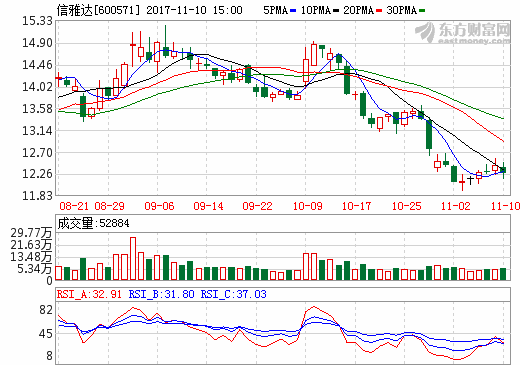 信雅达[600571] 2017-11-10 15:00 5PMA 10PMA 20PMA 30PMA
东方财富网
eastmoney.com
15.33
14.90
14.46
14.02
13.58
13.14
12.70
12.26
11.83
08-21 08-29 09-06 09-14 09-22 10-09 10-17 10-25 11-02 11-10
成交量:52884
29.77万
21.63万
13.48万
5.34万
0
RSI_A:32.91 RSI_B:31.80 RSI_C:37.03
82
45
8